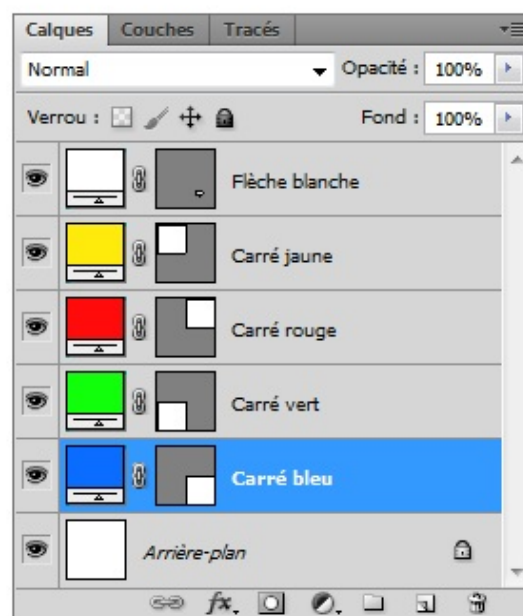 Calques Couches Tracés
Normal Opacité : 100%
Verrou : Fond : 100%
Flèche blanche
Carré jaune
Carré rouge
Carré vert
Carré bleu
Arrière-plan
fx.